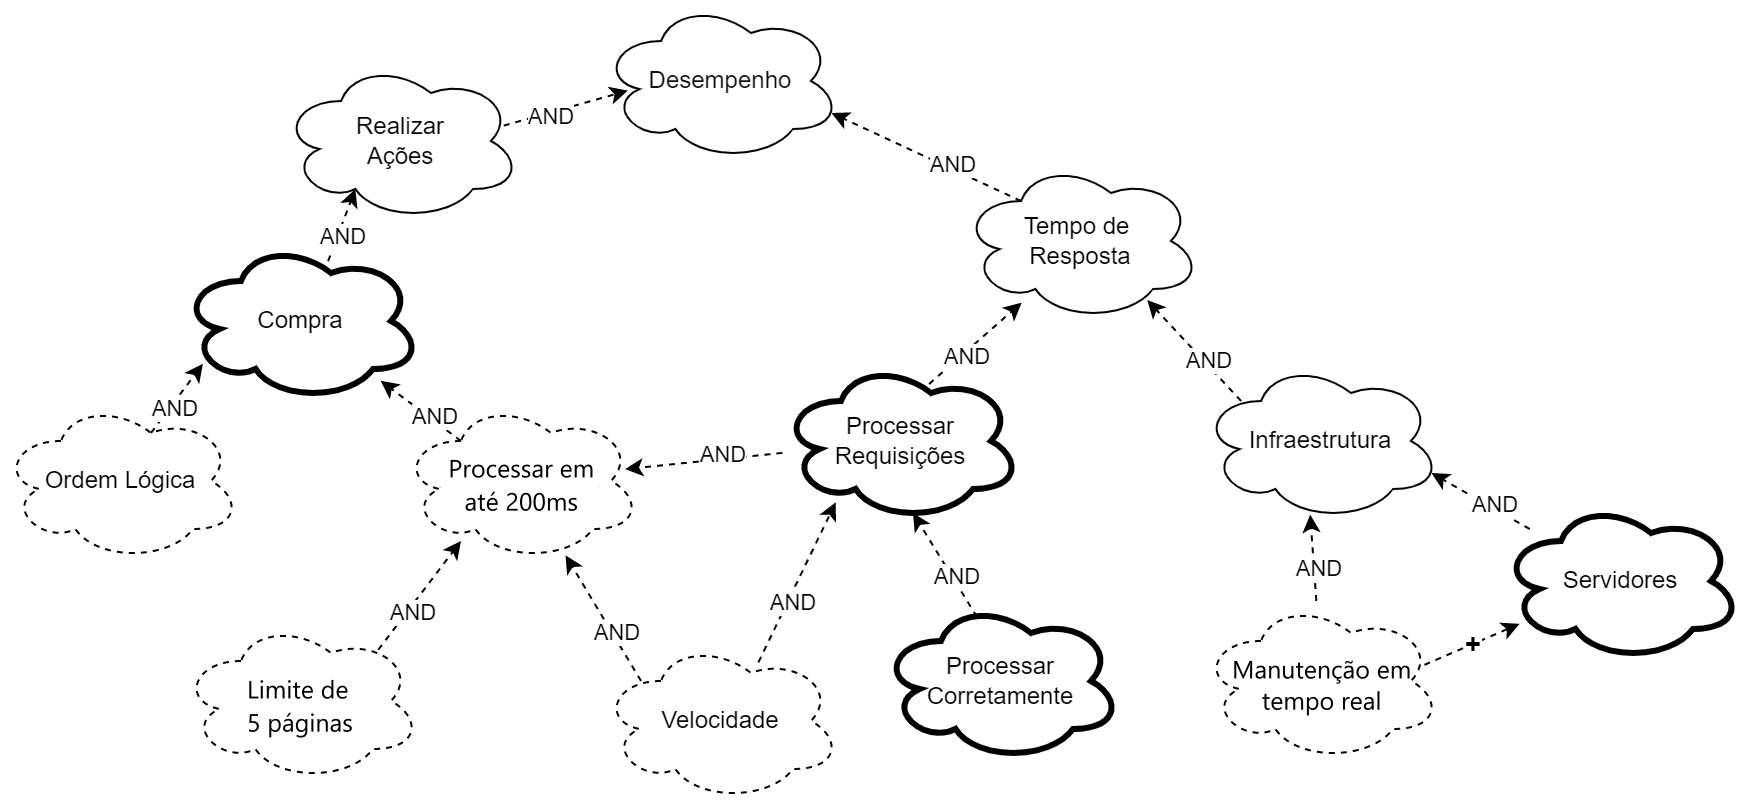 Desempenho
AND
Realizar
Ações
AND
AND
Tempo de
Resposta
AND
Compra
AND
AND
AND
AND
Processar
Requisições
Infraestrutura
Ordem Lógica
Processar em
até 200ms
AND
AND
AND
AND
Servidores
AND
AND
AND
Limite de
5 páginas
Velocidade
Processar
Corretamente
Manutenção em
tempo real
+